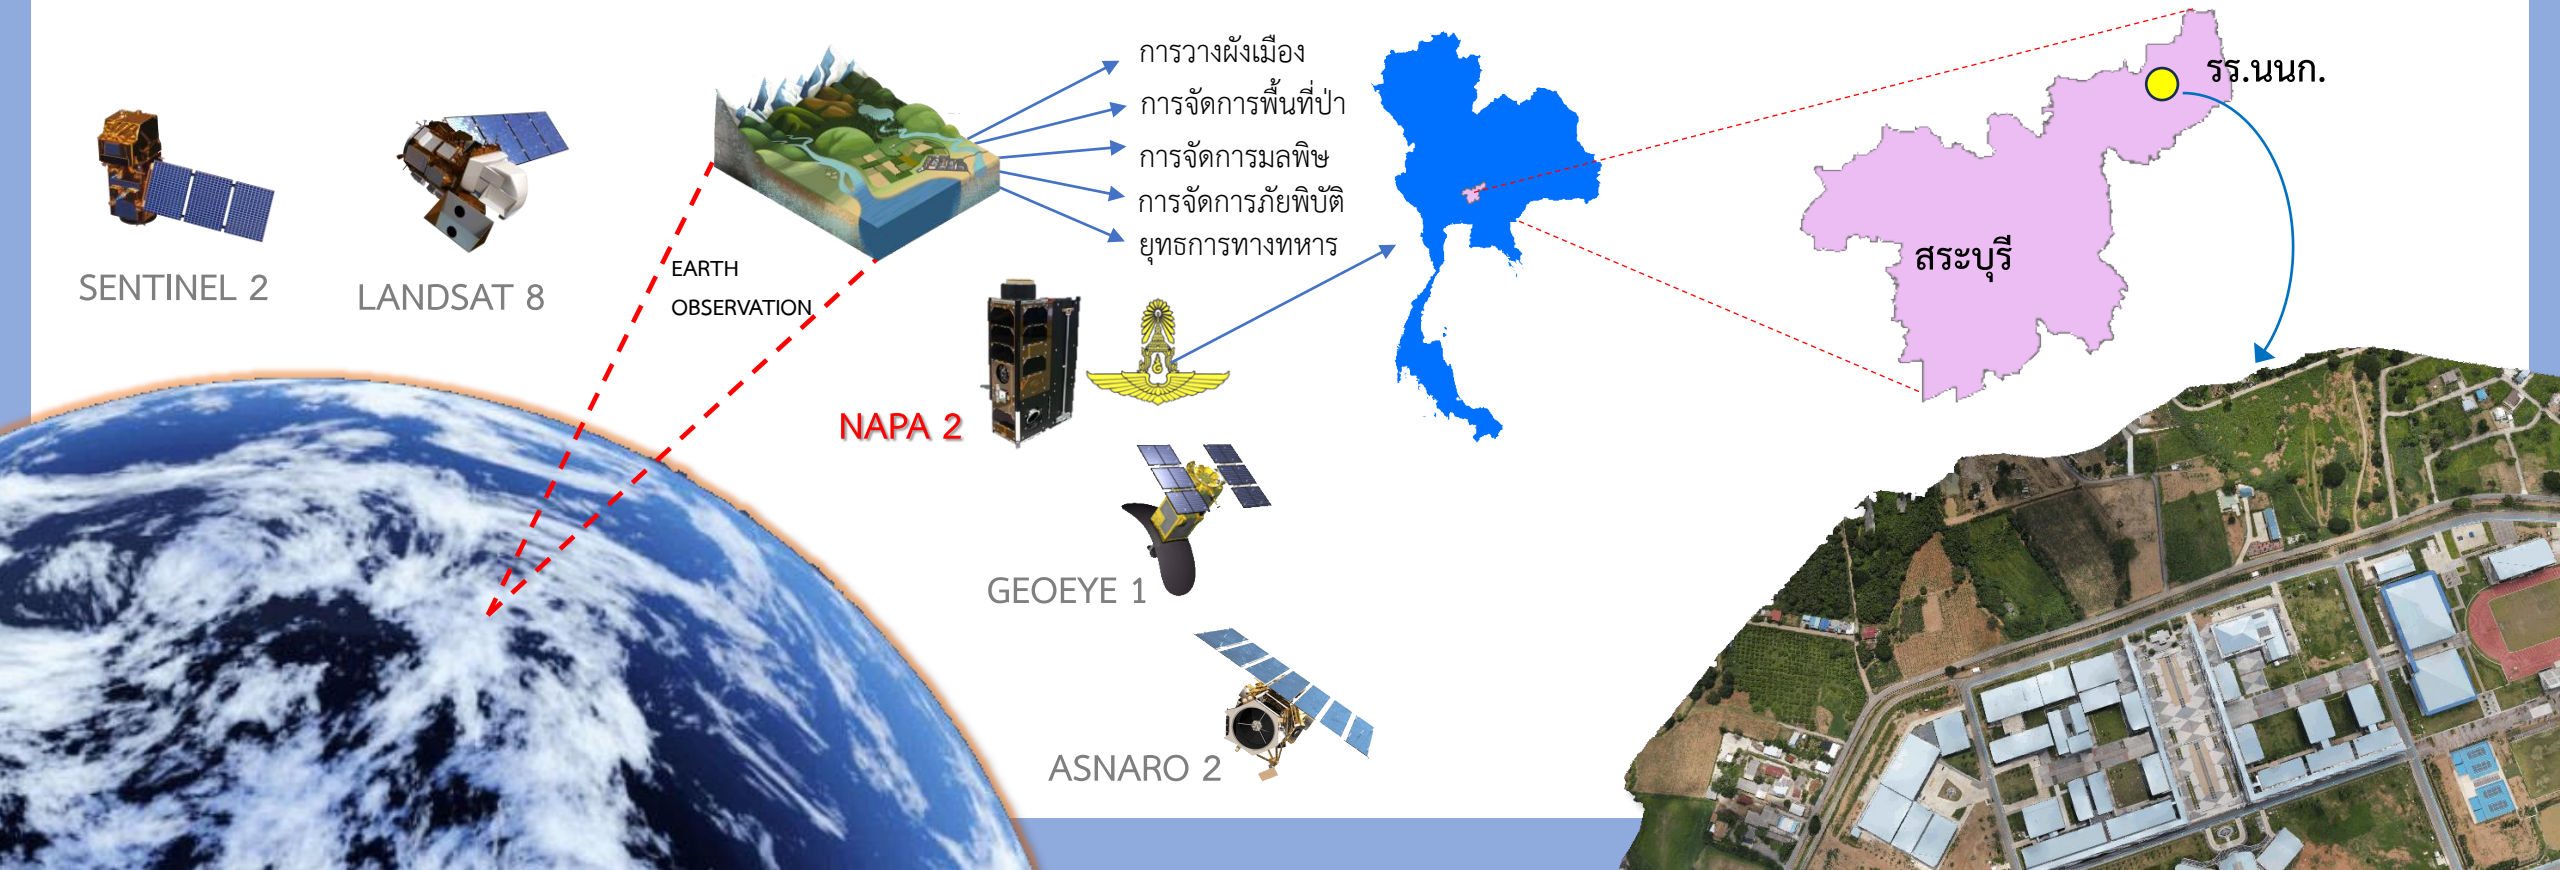 การวางผังเมือง
การจัดการพื้นที่ป่า
การจัดการมลพิษ
การจัดการภัยพิบัติ
ยุทธการทางทหาร
รร.นนก.
สระบุรี
SENTINEL 2
LANDSAT 8
EARTH
OBSERVATION
NAPA 2
GEOEYE 1
ASNARO 2